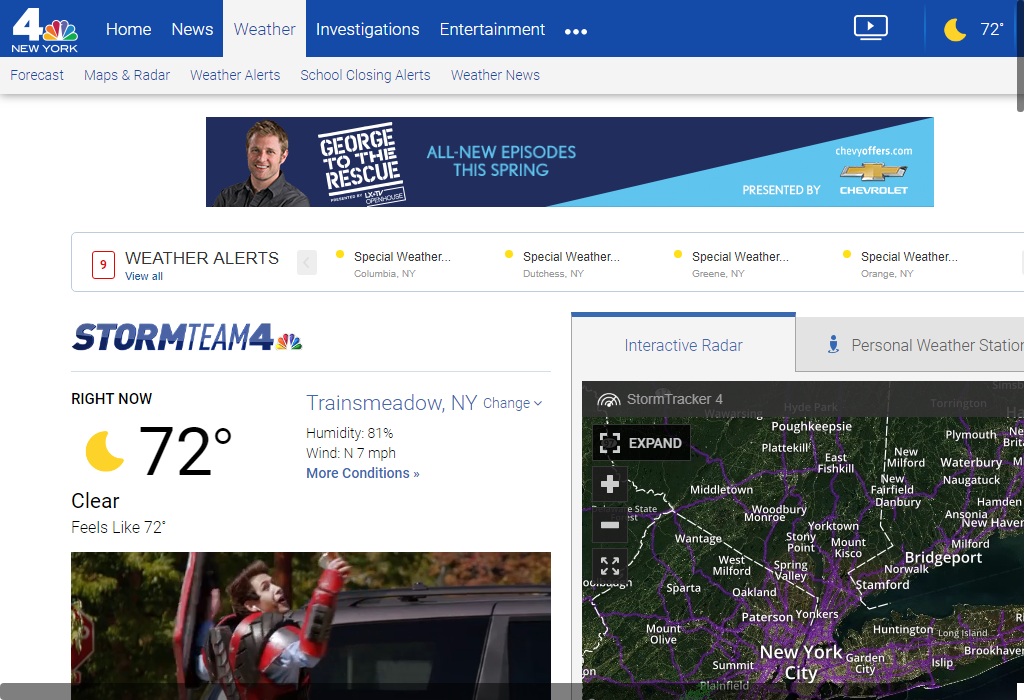 4
NEW YORK
Home
News
Weather
Investigations
Entertainment
72°
Forecast
Maps & Radar
Weather Alerts
School Closing Alerts
Weather News
GEORGE
TO THE
RESCUE
PRESENTED BY LXTV
OPENHOUSE
ALL-NEW EPISODES
THIS SPRING
PRESENTED BY
chevyoffers.com
CHEVROLET
9
WEATHER ALERTS
View all
Special Weather...
Columbia, NY
Special Weather...
Dutchess, NY
Special Weather...
Greene, NY
Special Weather...
Orange, NY
STORMTEAM4
RIGHT NOW
72°
Clear
Feels Like 72°
Trainsmeadow, NY Change
Humidity: 81%
Wind: N 7 mph
More Conditions »
Interactive Radar
Personal Weather Station
StormTracker 4
EXPAND
Wawarsing
Hyde Park
Torrington
Poughkeepsie
Plattekill
East
Fishkill
New
Milford
Plymouth
Waterbury
Naugatuck
New
Fairfield
Danbury
Hamden
Ansonia
New Haven
Milford
Middletown
Woodbury
Monroe
Yorktown
Stony
Point
Mount
Kisco
Wantage
West
Milford
Spring
Valley
Bridgeport
Norwalk
Stamford
Sparta
Oakland
Paterson
Yonkers
Mount
Olive
Huntington
Long Island
New York
City
Garden
City
Islip
Brookhaven
Summit
Plainfield